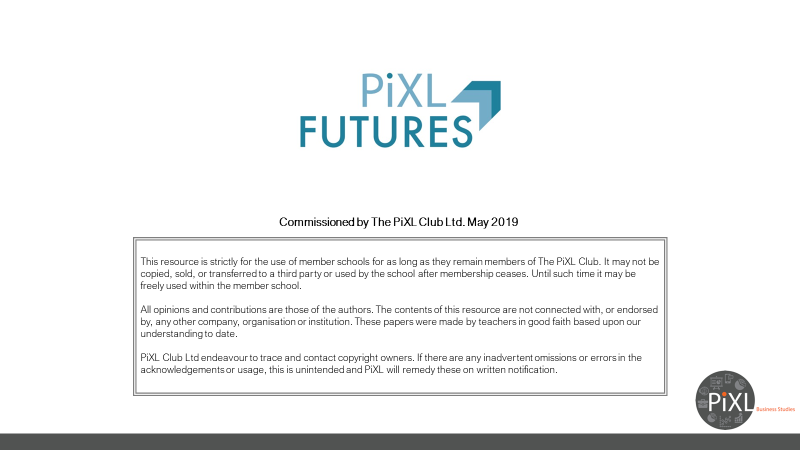 PiXL
FUTURES
Commissioned by The PiXL Club Ltd. May 2019
This resource is strictly for the use of member schools for as long as they remain members of The PiXL Club. It may not be
copied, sold, or transferred to a third party or used by the school after membership ceases. Until such time it may be
freely used within the member school.
All opinions and contributions are those of the authors. The contents of this resource are not connected with, or endorsed
by, any other company, organisation or institution. These papers were made by teachers in good faith based upon our
understanding to date.
PiXL Club Ltd endeavour to trace and contact copyright owners. If there are any inadvertent omissions or errors in the
acknowledgements or usage, this is unintended and PiXL will remedy these on written notification.
PiXL
Business Studies